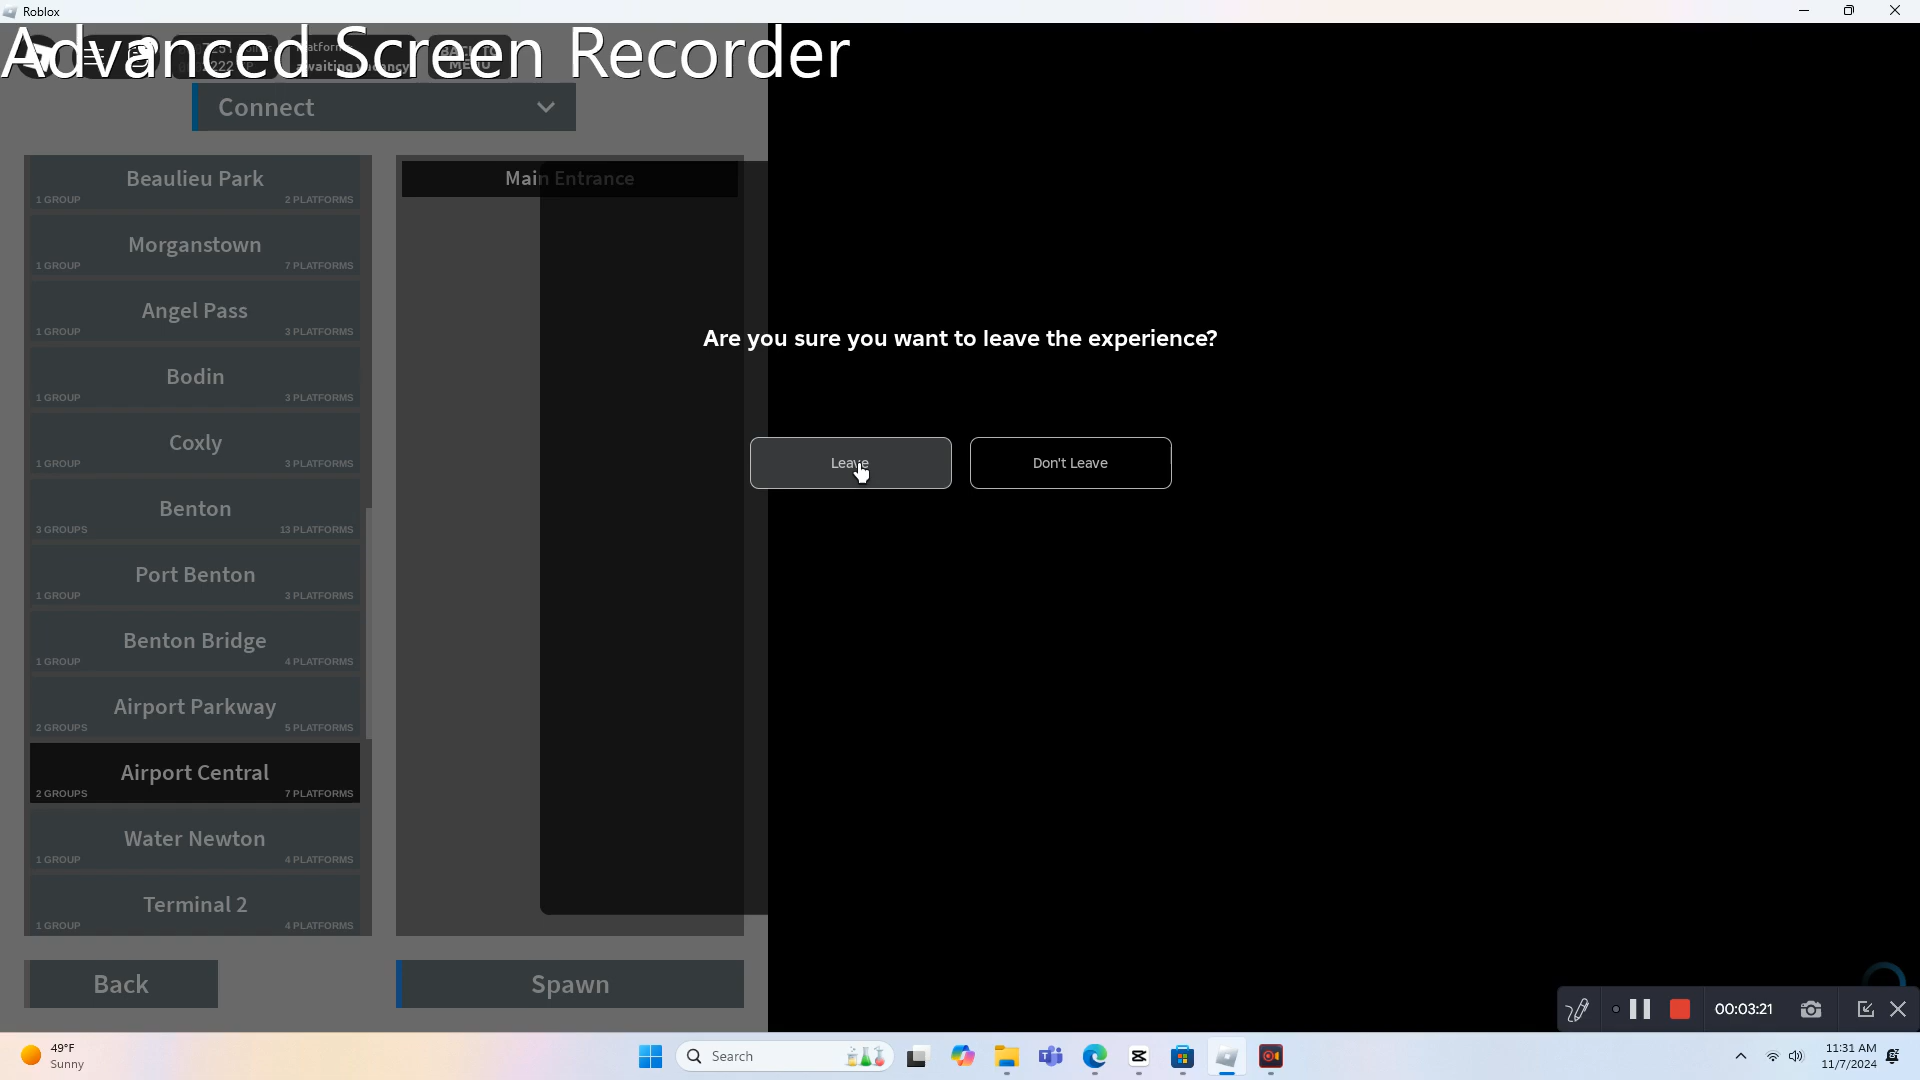 Roblox
Advanced Screen Recorder
Connect
Beaulieu Park
1 GROUP 2 PLATFORMS
Morganstown
1 GROUP 7 PLATFORMS
Angel Pass
1 GROUP 3 PLATFORMS
Bodin
1 GROUP 3 PLATFORMS
Coxly
1 GROUP 3 PLATFORMS
Benton
3 GROUPS 13 PLATFORMS
Port Benton
1 GROUP 3 PLATFORMS
Benton Bridge
1 GROUP 4 PLATFORMS
Airport Parkway
2 GROUPS 5 PLATFORMS
Airport Central
2 GROUPS 7 PLATFORMS
Water Newton
1 GROUP 4 PLATFORMS
Terminal 2
1 GROUP 4 PLATFORMS
Back
Main Entrance
Spawn
Are you sure you want to leave the experience?
Leave Don't Leave
00:03:21
49°F
Sunny
Search
11:31 AM
11/7/2024